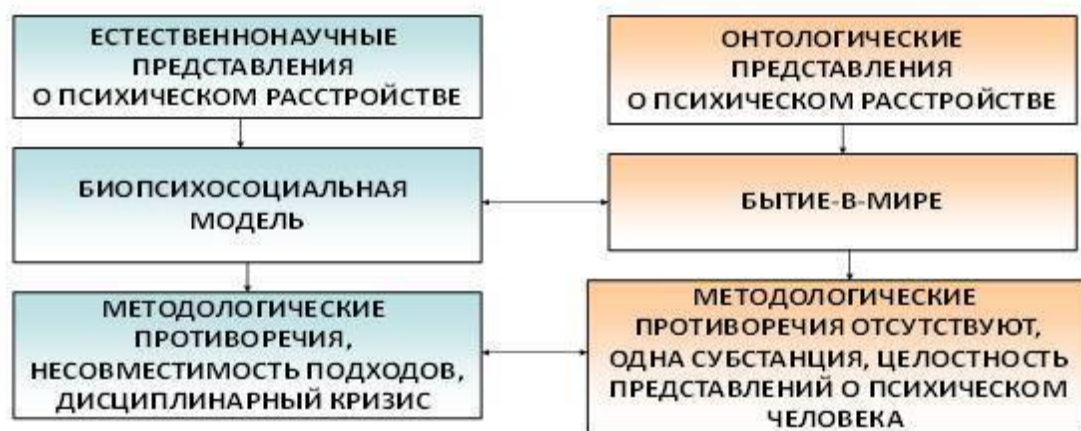 ЕСТЕСТВЕННОНАУЧНЫЕ
ПРЕДСТАВЛЕНИЯ
О ПСИХИЧЕСКОМ РАССТРОЙСТВЕ
БИОПСИХОСОЦИАЛЬНАЯ
МОДЕЛЬ
МЕТОДОЛОГИЧЕСКИЕ
ПРОТИВОРЕЧИЯ,
НЕСОВМЕСТИМОСТЬ ПОДХОДОВ,
ДИСЦИПЛИНАРНЫЙ КРИЗИС
ОНТОЛОГИЧЕСКИЕ
ПРЕДСТАВЛЕНИЯ
О ПСИХИЧЕСКОМ РАССТРОЙСТВЕ
БЫТИЕ-В-МИРЕ
МЕТОДОЛОГИЧЕСКИЕ
ПРОТИВОРЕЧИЯ ОТСУТСТВУЮТ,
ОДНА СУБСТАНЦИЯ, ЦЕЛОСТНОСТЬ
ПРЕДСТАВЛЕНИЙ О ПСИХИЧЕСКОМ
ЧЕЛОВЕКА